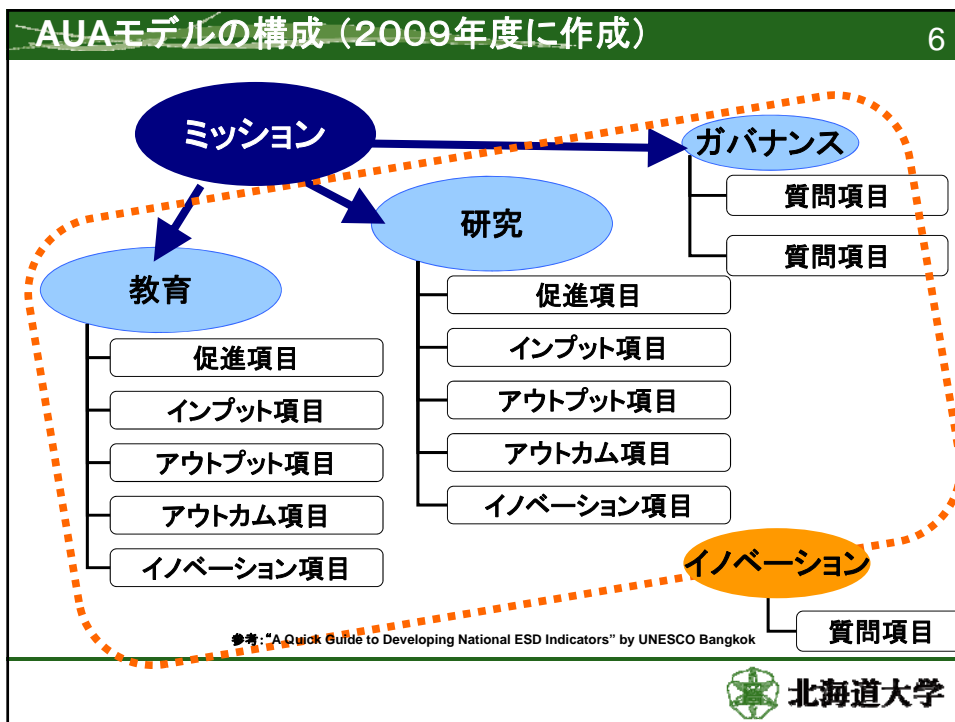 AUAモデルの構成（2009年度に作成）
6
ミッション
ガバナンス
質問項目
質問項目
研究
促進項目
インプット項目
アウトプット項目
アウトカム項目
イノベーション項目
教育
促進項目
インプット項目
アウトプット項目
アウトカム項目
イノベーション項目
イノベーション
質問項目
参考：“A Quick Guide to Developing National ESD Indicators” by UNESCO Bangkok
北海道大学